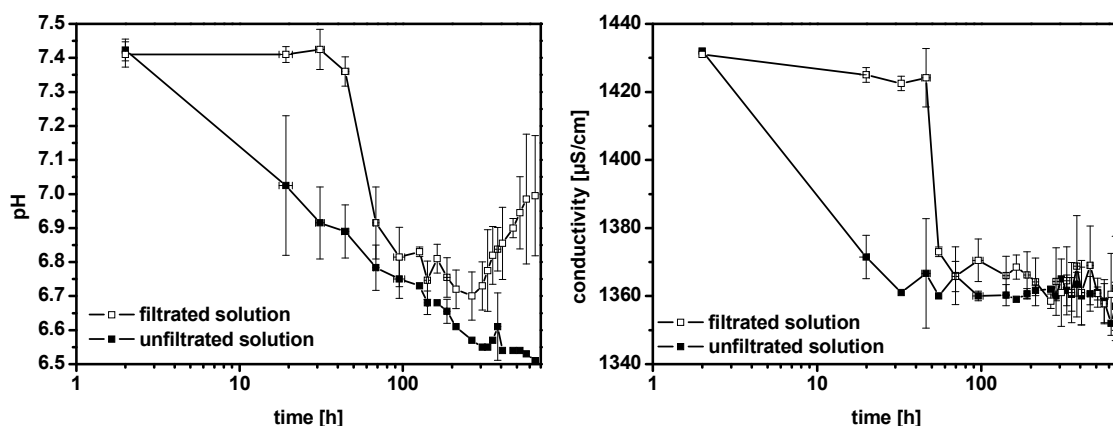 7.5
7.4
7.3
7.2
7.1
7.0
6.9
6.8
6.7
6.6
6.5
pH
filtrated solution
unfiltrated solution
1
10
100
time [h]
1440
1420
1400
1380
1360
1340
conductivity [µS/cm]
filtrated solution
unfiltrated solution
1
10
100
time [h]